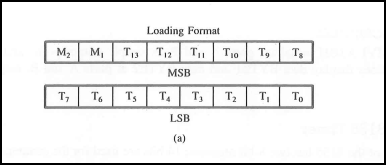 Loading Format
M₂ M₁ T₁₃ T₁₂ T₁₁ T₁₀ T₉ T₈
MSB
T₇ T₆ T₅ T₄ T₃ T₂ T₁ T₀
LSB
(a)